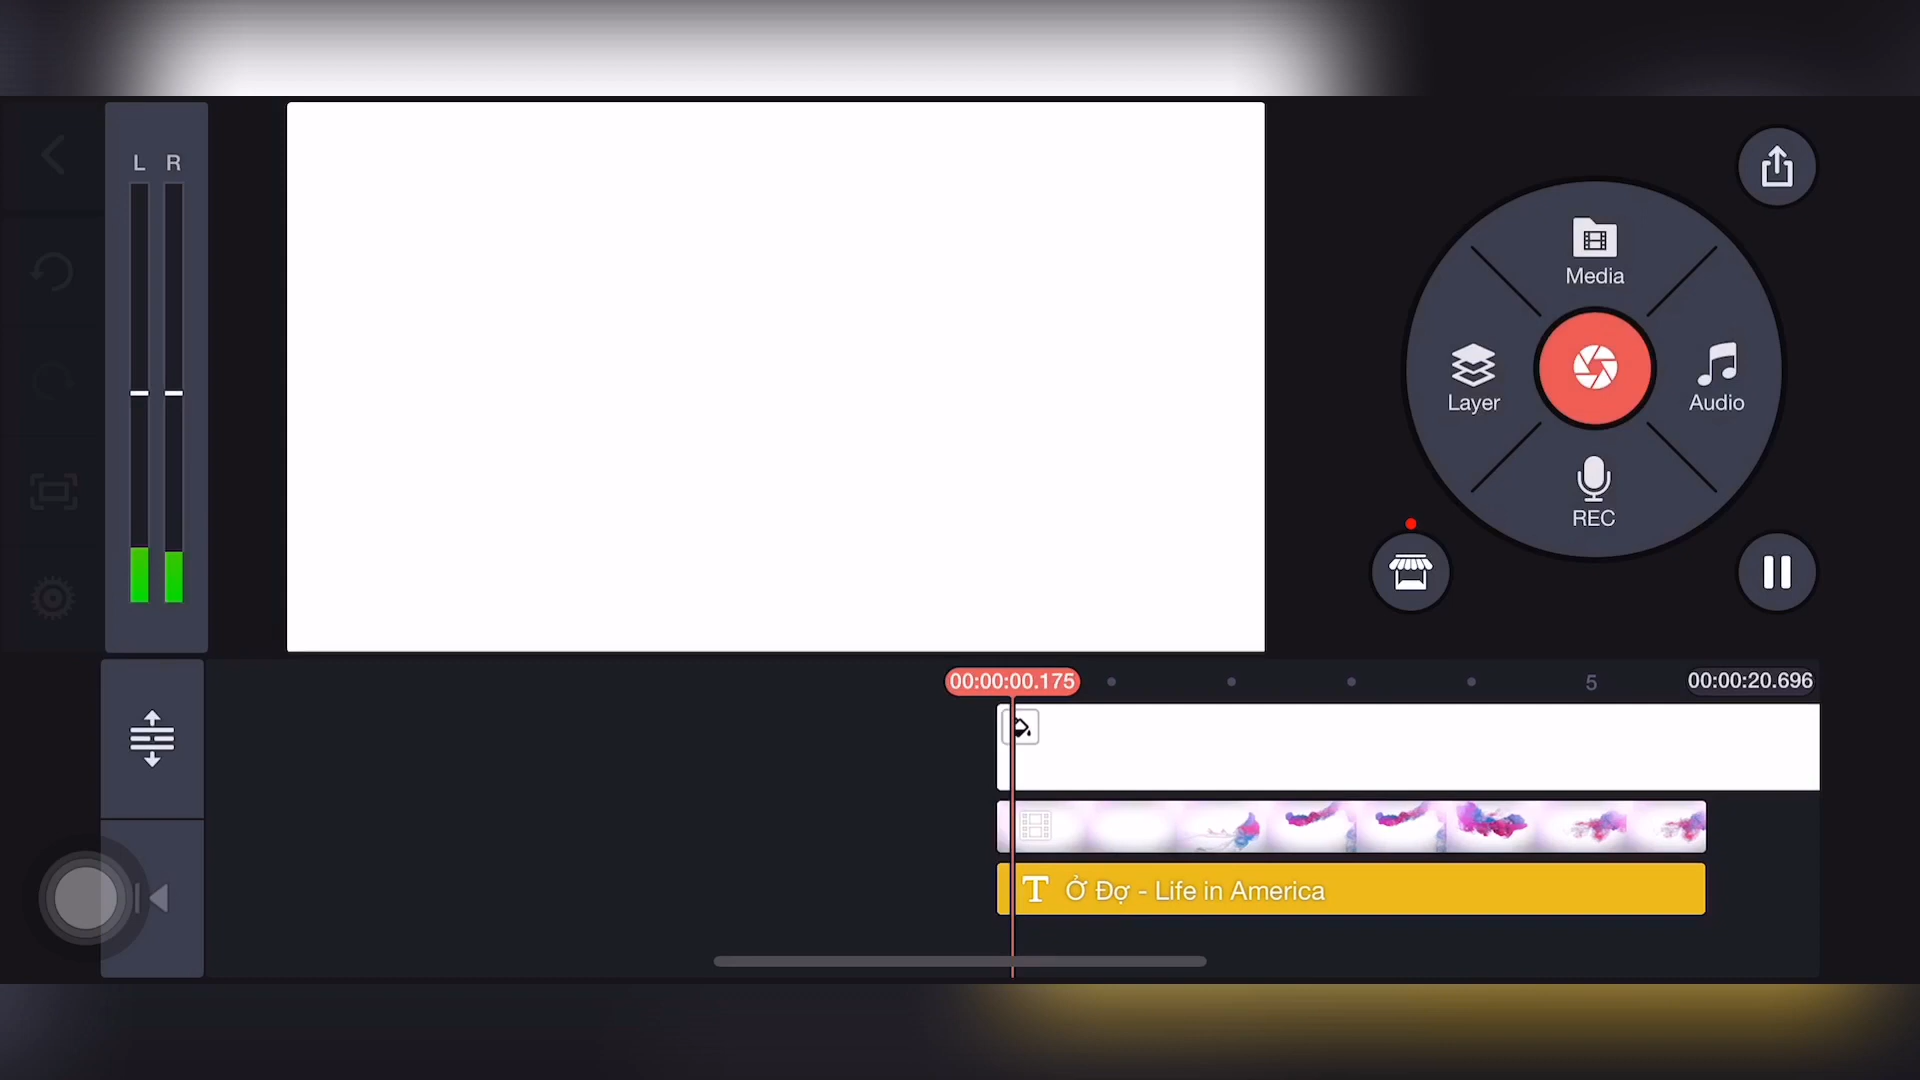 L R
Media
Layer
Audio
REC
00:00:00.175
5
00:00:20.696
T Ở Đợ - Life in America